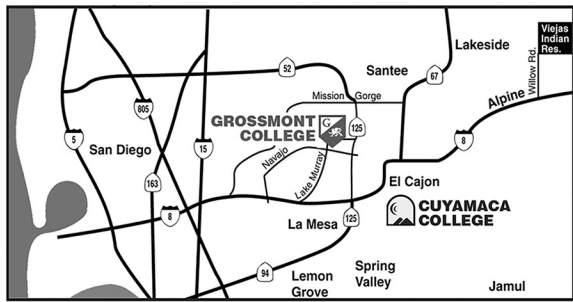 Viejas
Indian
Res.
Lakeside
Willow Rd.
52
Santee
67
Alpine
Mission Gorge
805
GROSSMONT
COLLEGE
G
125
5
San Diego
15
Navajo
8
163
Lake Murray
El Cajon
CUYAMACA
COLLEGE
8
La Mesa
125
94
Lemon
Grove
Spring
Valley
Jamul